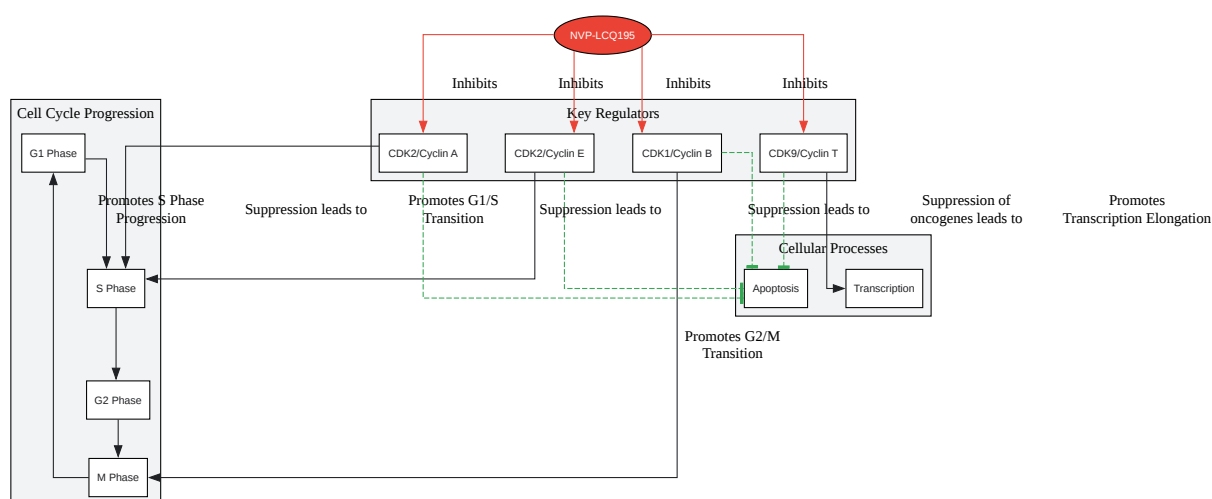 NVP-LCQ195
Inhibits
Inhibits
Inhibits
Inhibits
Cell Cycle Progression
Key Regulators
G1 Phase
CDK2/Cyclin A
CDK2/Cyclin E
CDK1/Cyclin B
CDK9/Cyclin T
Promotes S Phase
Progression
Suppression leads to
Promotes G1/S
Transition
Suppression leads to
Suppression leads to
Suppression of
oncogenes leads to
Promotes
Transcription Elongation
Cellular Processes
S Phase
Apoptosis
Transcription
Promotes G2/M
Transition
G2 Phase
M Phase